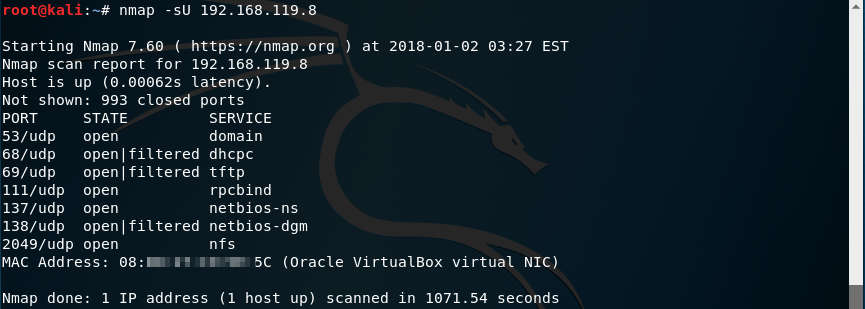 root@kali:~# nmap -sU 192.168.119.8
Starting Nmap 7.60 ( https://nmap.org ) at 2018-01-02 03:27 EST
Nmap scan report for 192.168.119.8
Host is up (0.00062s latency).
Not shown: 993 closed ports
PORT     STATE         SERVICE
53/udp   open          domain
68/udp   open|filtered dhcpc
69/udp   open|filtered tftp
111/udp  open          rpcbind
137/udp  open          netbios-ns
138/udp  open|filtered netbios-dgm
2049/udp open          nfs
MAC Address: 08: 5C (Oracle VirtualBox virtual NIC)
Nmap done: 1 IP address (1 host up) scanned in 1071.54 seconds